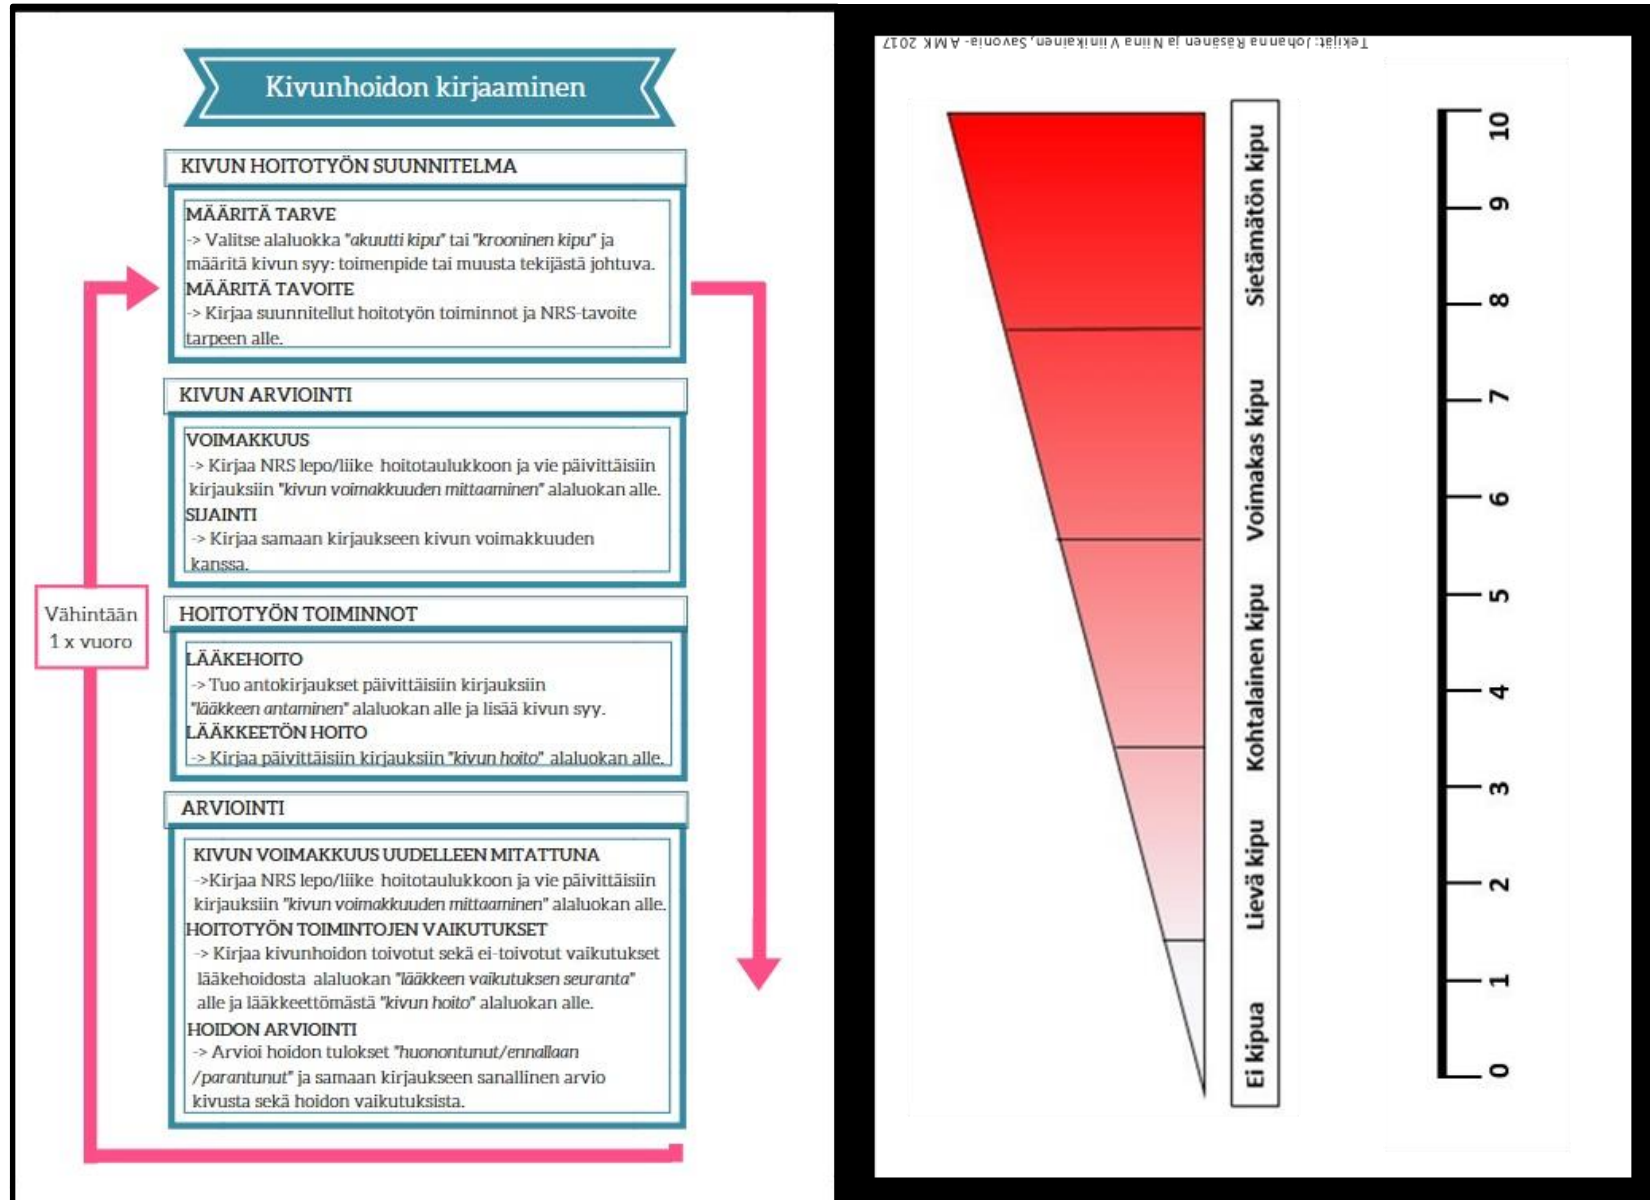 Kivunhoidon kirjaaminen
KIVUN HOITOTYÖN SUUNNITELMA
MÄÄRITÄ TARVE
-> Valitse alaluokka "akuutti kipu" tai "krooninen kipu" ja
määritä kivun syy: toimenpide tai muusta tekijästä johtuva.
MÄÄRITÄ TAVOITE
-> Kirjaa suunnitellut hoitotyön toiminnot ja NRS-tavoite
tarpeen alle.
KIVUN ARVIOINTI
VOIMAKKUUS
-> Kirjaa NRS lepo/liike hoitotaulukkoon ja vie päivittäisiin
kirjauksiin "kivun voimakkuuden mittaaminen" alaluokan alle.
SIJAINTI
-> Kirjaa samaan kirjaukseen kivun voimakkuuden
kanssa.
HOITOTYÖN TOIMINNOT
LÄÄKEHOITO
-> Tuo antokirjaukset päivittäisiin kirjauksiin
"lääkkeen antaminen" alaluokan alle ja lisää kivun syy.
LÄÄKKEETÖN HOITO
-> Kirjaa päivittäisiin kirjauksiin "kivun hoito" alaluokan alle.
ARVIOINTI
KIVUN VOIMAKKUUS UUDELLEEN MITATTUNA
->Kirjaa NRS lepo/liike hoitotaulukkoon ja vie päivittäisiin
kirjauksiin "kivun voimakkuuden mittaaminen" alaluokan alle.
HOITOTYÖN TOIMINTOJEN VAIKUTUKSET
-> Kirjaa kivunhoidon toivotut sekä ei-toivotut vaikutukset
lääkehoidosta alaluokan "lääkkeen vaikutuksen seuranta"
alle ja lääkkeettömästä "kivun hoito" alaluokan alle.
HOIDON ARVIOINTI
-> Arvioi hoidon tulokset "huonontunut/ennallaan
/parantunut" ja samaan kirjaukseen sanallinen arvio
kivusta sekä hoidon vaikutuksista.
Vähintään
1 x vuoro
Tekijät: Johanna Räsänen ja Niina Viinikainen, Savonia- AMK 2017
Ei kipua
Lievä kipu
Kohtalainen kipu
Voimakas kipu
Sietämätön kipu
0
1
2
3
4
5
6
7
8
9
10